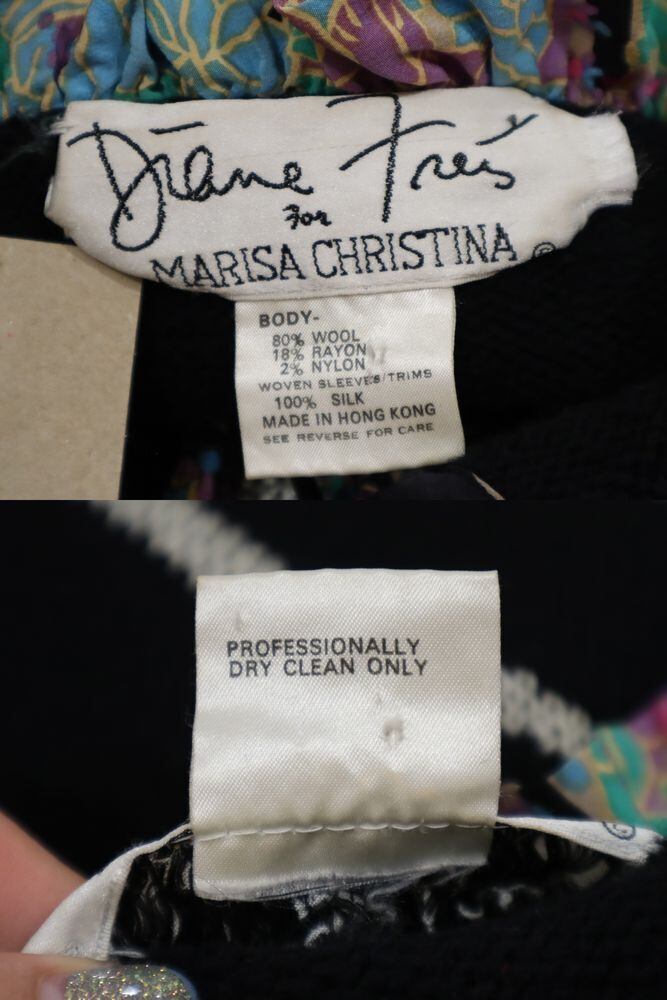 Diane Freis
For
MARISA CHRISTINA ®
BODY-
80% WOOL
18% RAYON
2% NYLON
WOVEN SLEEVES/TRIMS
100% SILK
MADE IN HONG KONG
SEE REVERSE FOR CARE
PROFESSIONALLY
DRY CLEAN ONLY
®